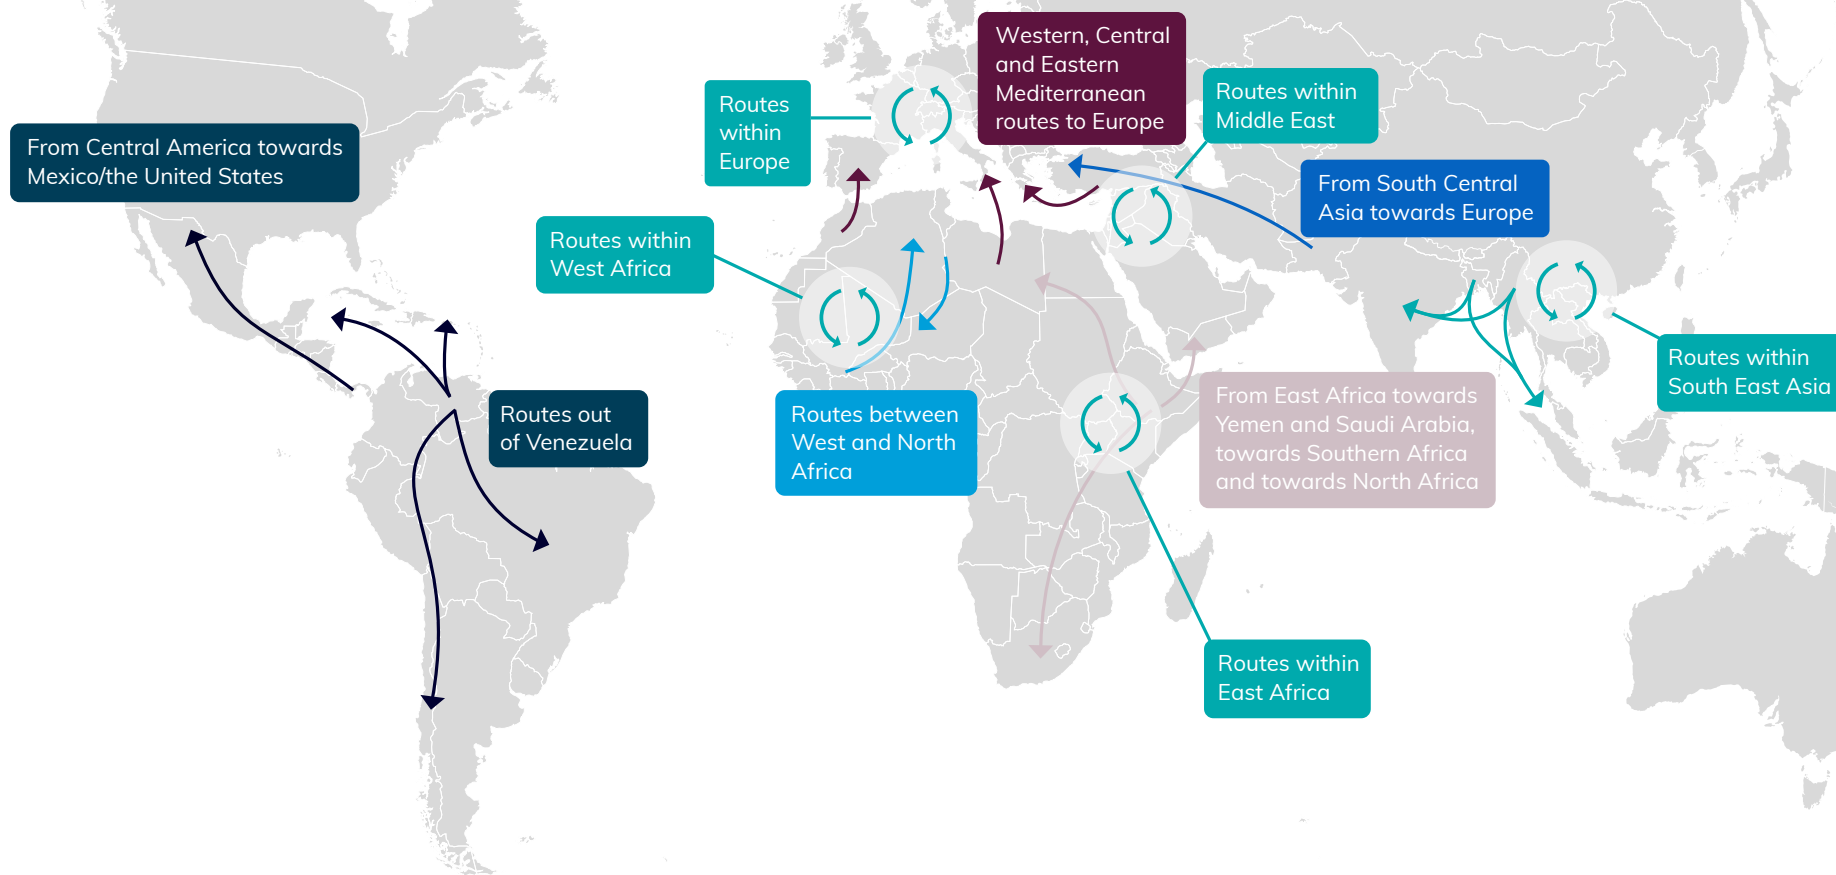 Western, Central
and Eastern
Mediterranean
routes to Europe
Routes
within
Europe
Routes within
Middle East
From Central America towards
Mexico/the United States
From South Central
Asia towards Europe
Routes within
West Africa
Routes within
South East Asia
Routes out
of Venezuela
Routes between
West and North
Africa
From East Africa towards
Yemen and Saudi Arabia,
towards Southern Africa
and towards North Africa
Routes within
East Africa